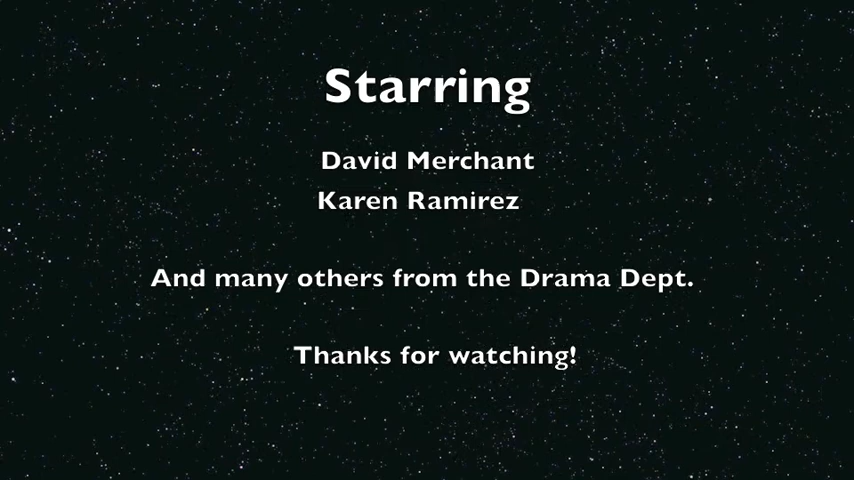 Starring
David Merchant
Karen Ramirez
And many others from the Drama Dept.
Thanks for watching!